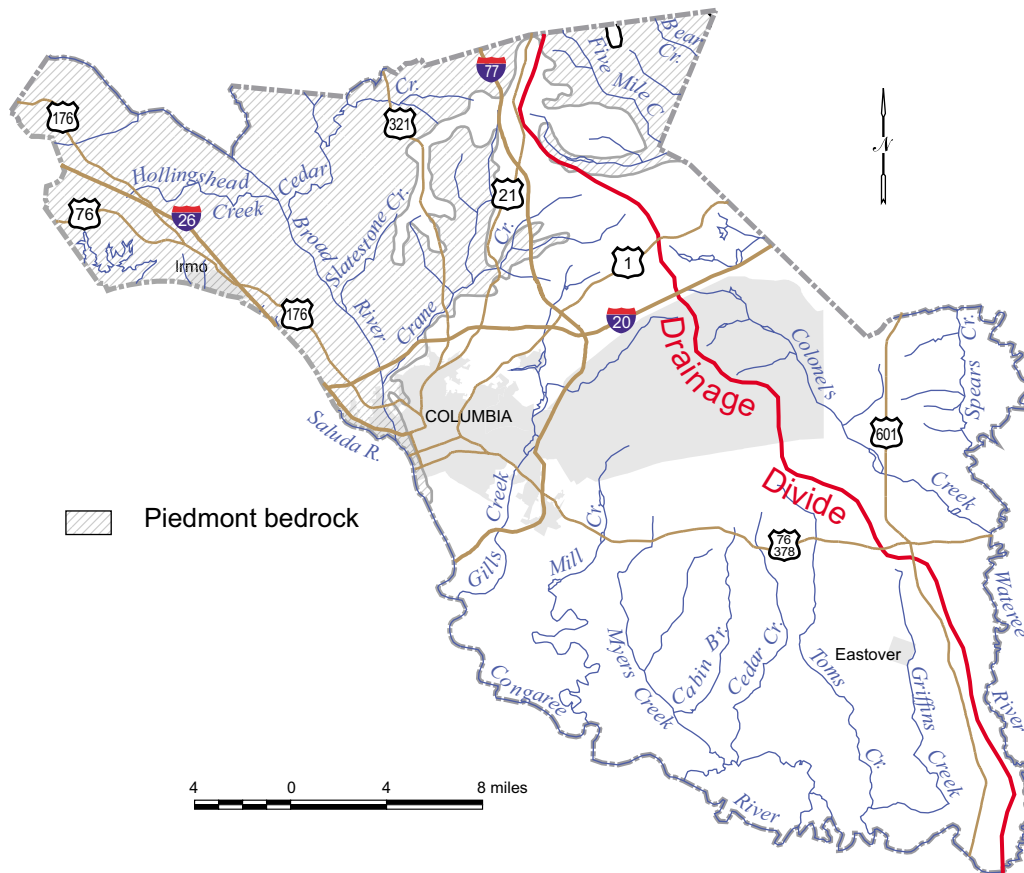 Bear
Cr.
Five Mile C
77
Cr.
321
176
N
Hollingshead
Creek
Cedar
21
76
26
Broad
River
Slatestone Cr.
Cr.
Crane
Irmo
1
176
20
Drainage
Divide
Colonels
Creek
Cr.
Spears
601
COLUMBIA
Saluda R.
Piedmont bedrock
Gills
Creek
Mill
Cr.
76
378
Wateree
River
Myers
Creek
Cabin Br.
Cedar Cr.
Toms
Cr.
Eastover
Griffins
Creek
Congaree
River
4 0 4 8 miles